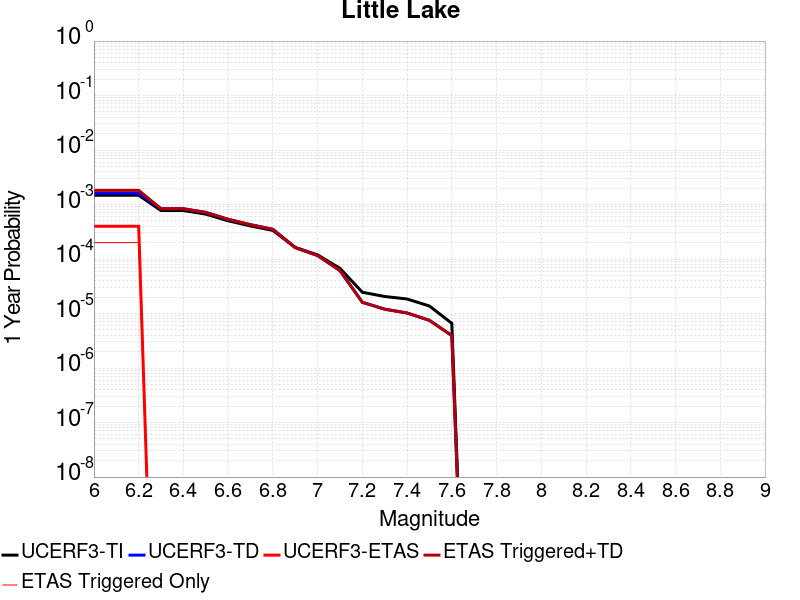 Little Lake
10^0
10^-1
10^-2
10^-3
10^-4
10^-5
10^-6
10^-7
10^-8
1 Year Probability
6 6.2 6.4 6.6 6.8 7 7.2 7.4 7.6 7.8 8 8.2 8.4 8.6 8.8 9
Magnitude
UCERF3-TI UCERF3-TD UCERF3-ETAS ETAS Triggered+TD
ETAS Triggered Only